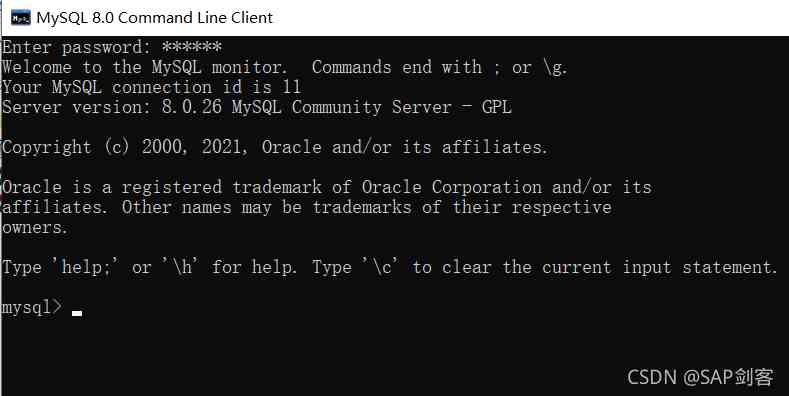 MySQL 8.0 Command Line Client
Enter password: ******
Welcome to the MySQL monitor.  Commands end with ; or \g.
Your MySQL connection id is 11
Server version: 8.0.26 MySQL Community Server - GPL
Copyright (c) 2000, 2021, Oracle and/or its affiliates.
Oracle is a registered trademark of Oracle Corporation and/or its
affiliates. Other names may be trademarks of their respective
owners.
Type 'help;' or '\h' for help. Type '\c' to clear the current input statement.
mysql>
CSDN @SAP剑客